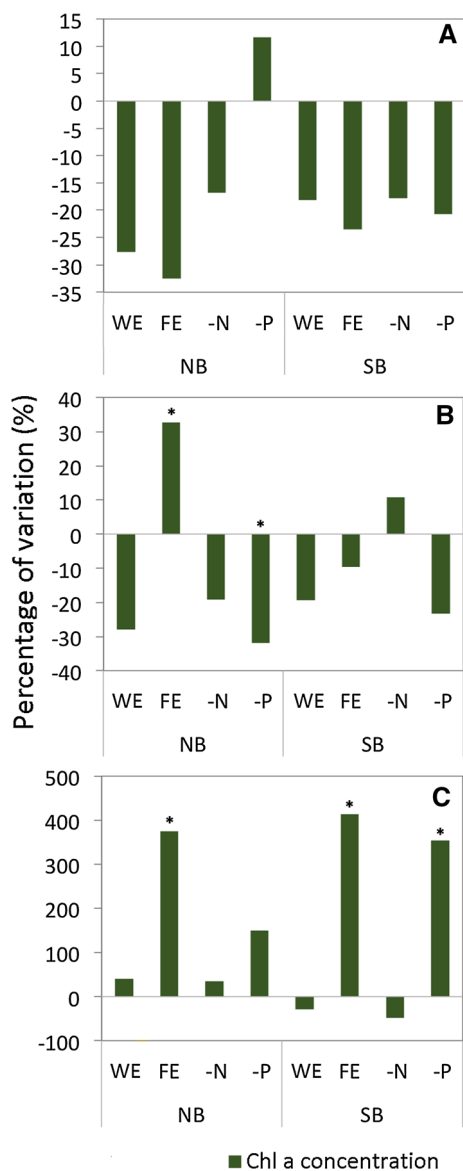 Percentage of variation (%)
A
15
10
5
0
-5
-10
-15
-20
-25
-30
-35
WE FE -N -P WE FE -N -P
NB SB
B
40
30
20
10
0
-10
-20
-30
-40
* *
WE FE -N -P WE FE -N -P
NB SB
C
500
400
300
200
100
0
-100
* * *
WE FE -N -P WE FE -N -P
NB SB
Chl a concentration